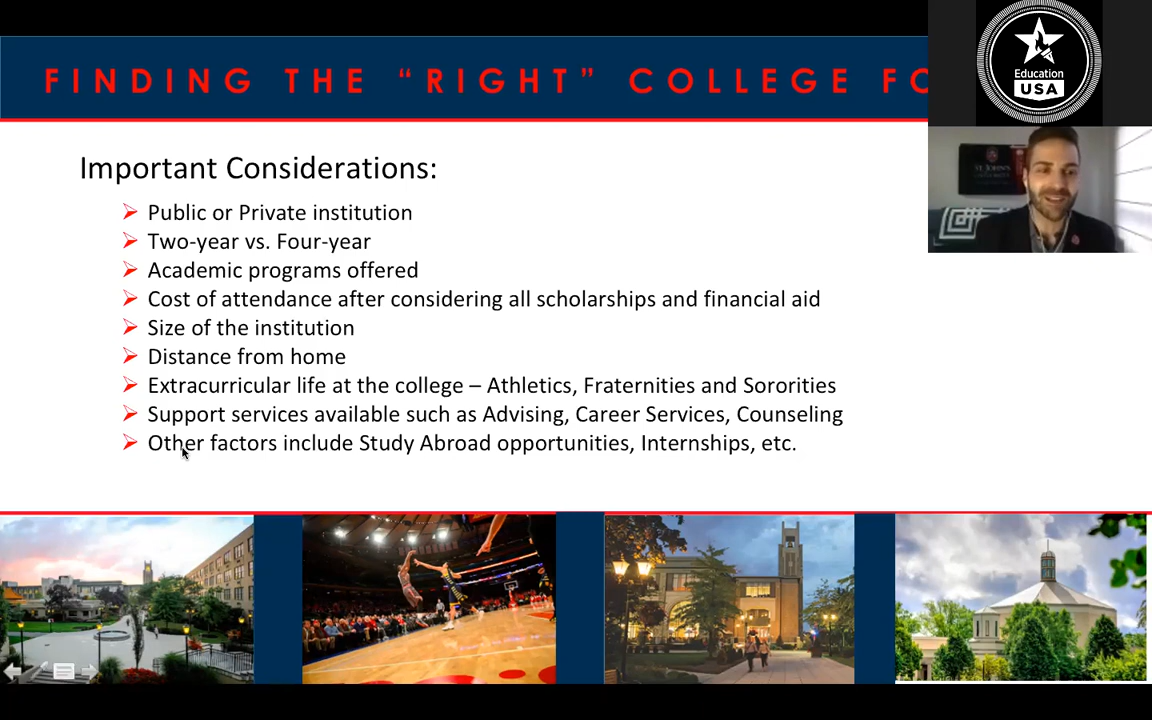 FINDING THE “RIGHT” COLLEGE FO
Education
USA
ST. JOHN'S
Important Considerations:
➢ Public or Private institution
➢ Two-year vs. Four-year
➢ Academic programs offered
➢ Cost of attendance after considering all scholarships and financial aid
➢ Size of the institution
➢ Distance from home
➢ Extracurricular life at the college – Athletics, Fraternities and Sororities
➢ Support services available such as Advising, Career Services, Counseling
➢ Other factors include Study Abroad opportunities, Internships, etc.